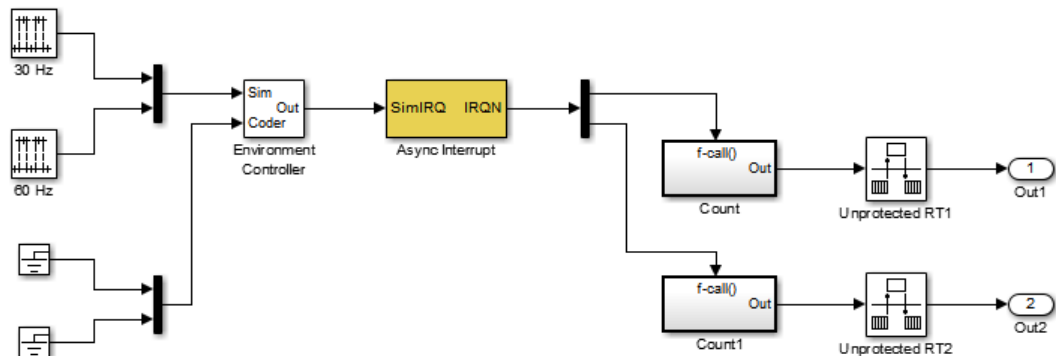 30 Hz
60 Hz
Sim
Out
Coder
Environment
Controller
SimIRQ IRQN
Async Interrupt
f-call()
Out
Count
Unprotected RT1
1
Out1
f-call()
Out
Count1
Unprotected RT2
2
Out2